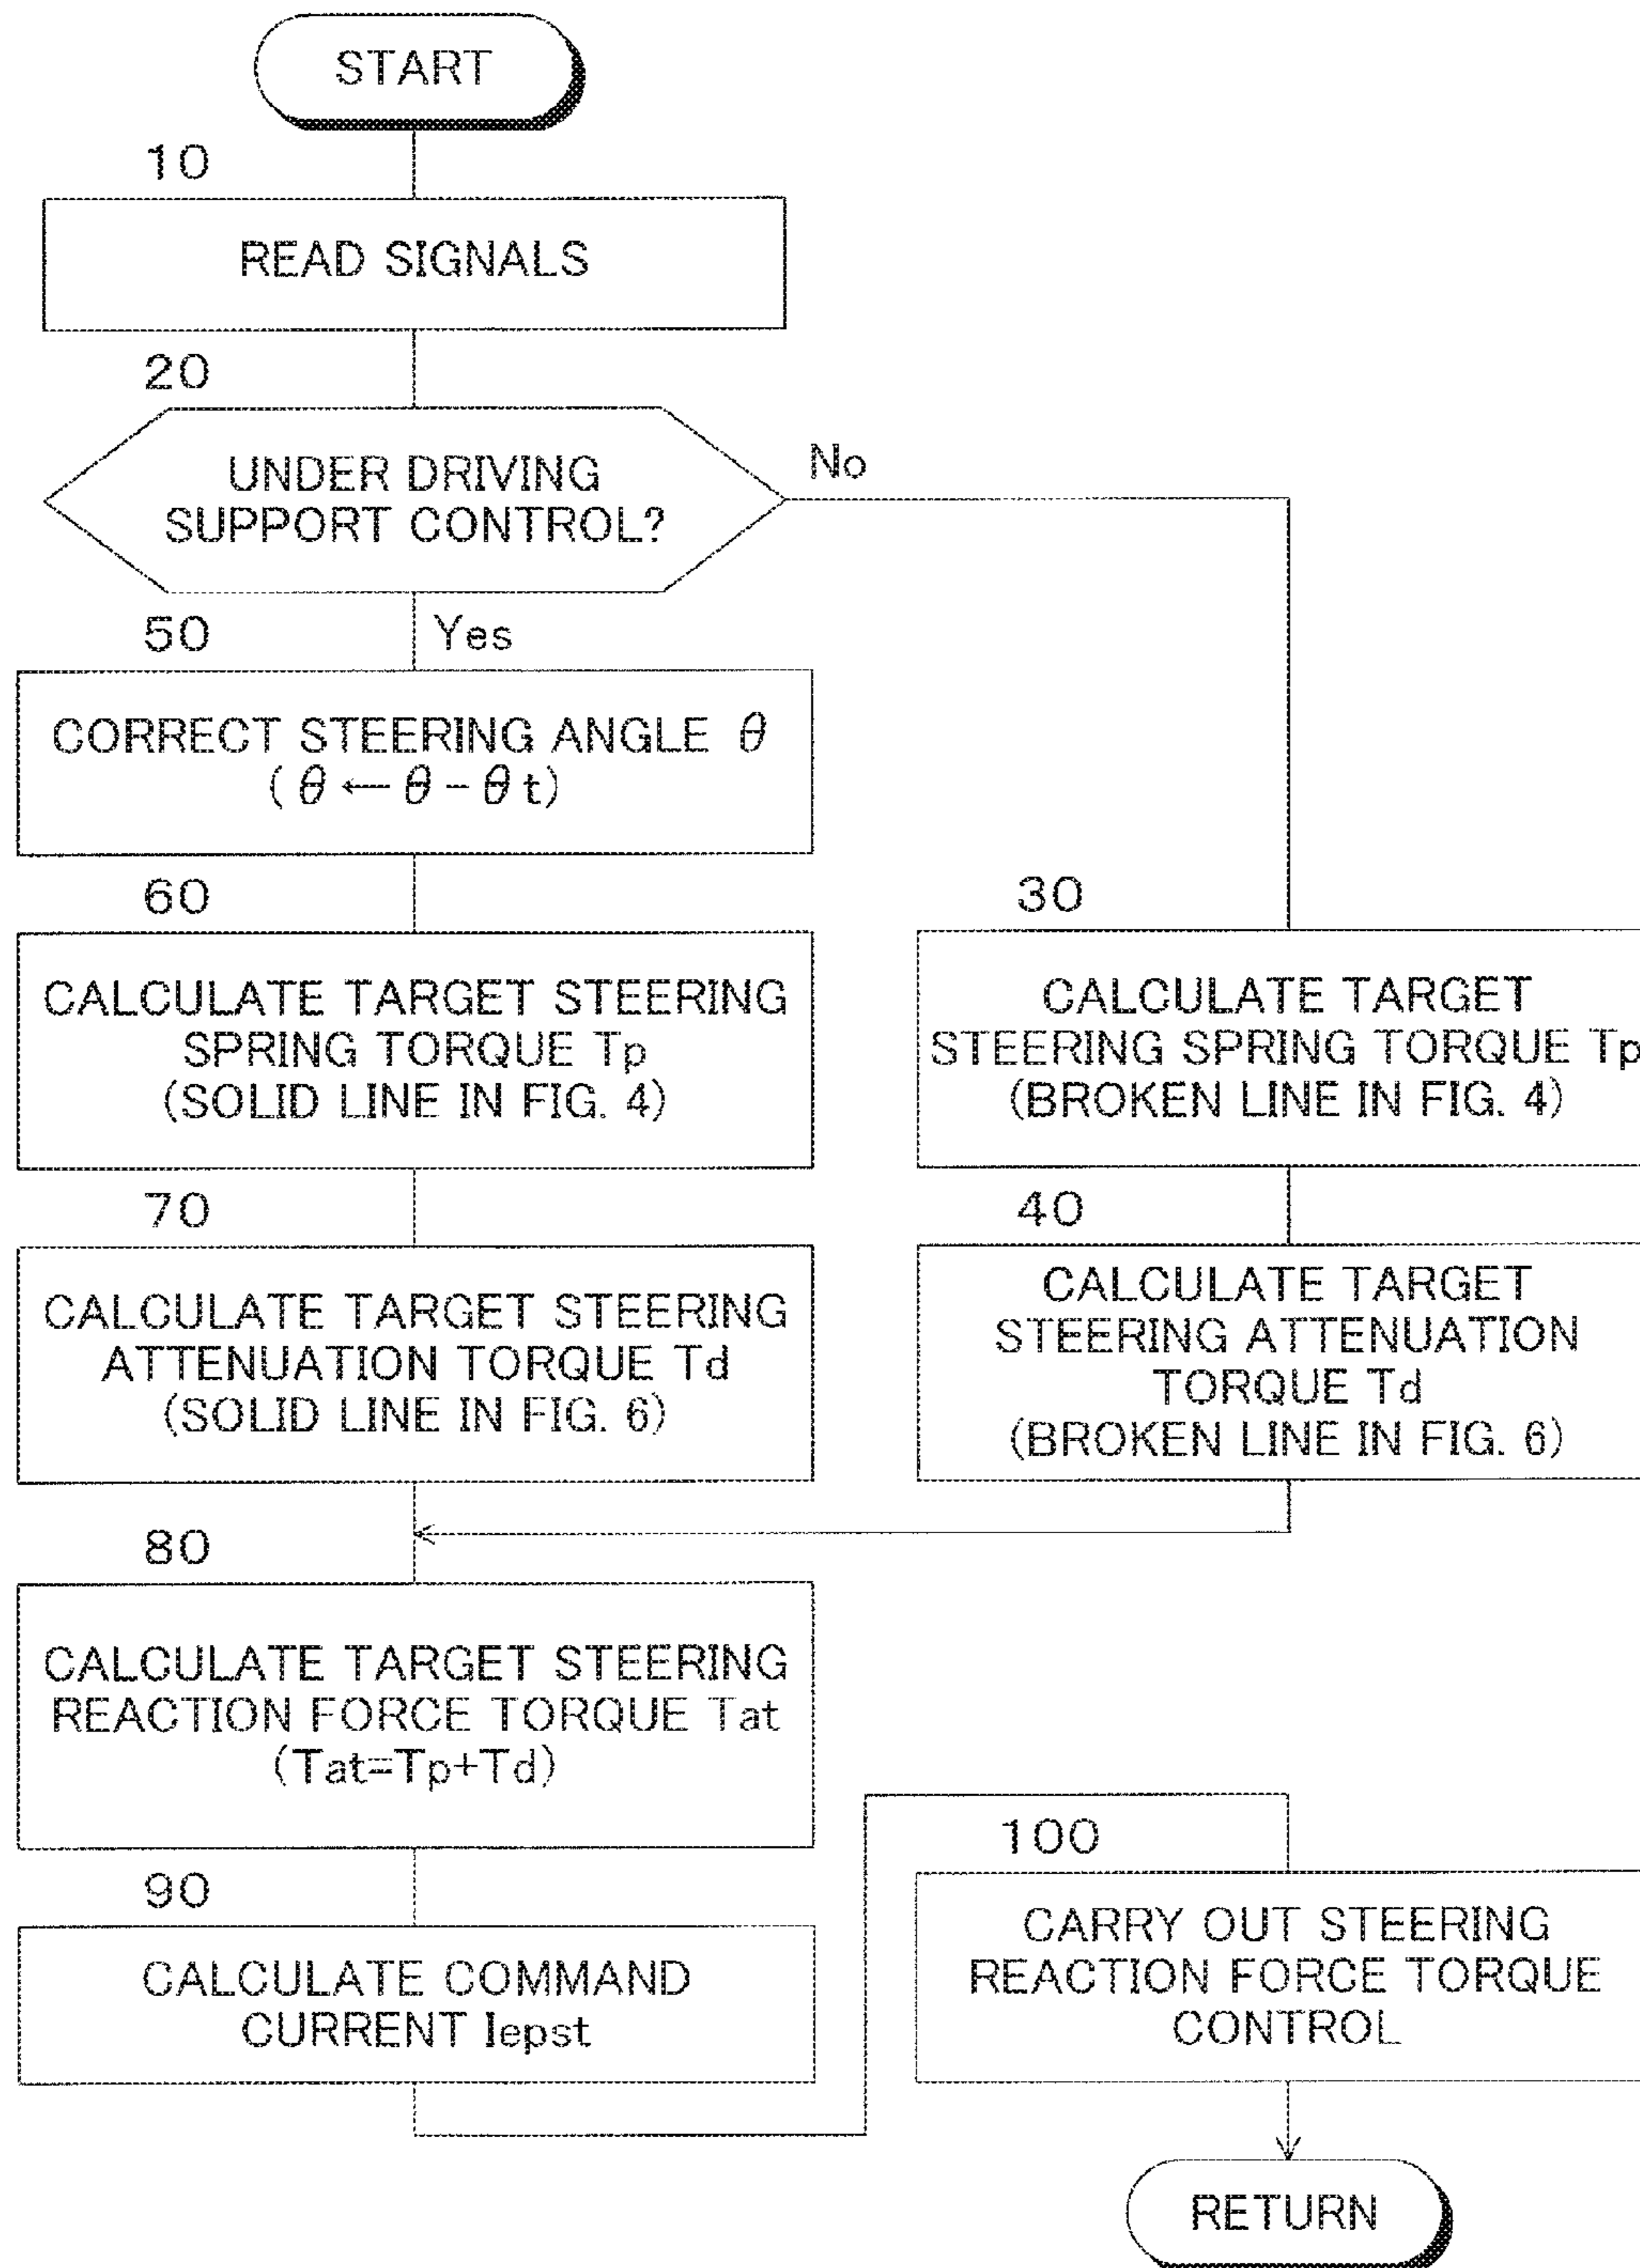 START
10
READ SIGNALS
20
UNDER DRIVING
SUPPORT CONTROL?
No
50
Yes
CORRECT STEERING ANGLE θ
(θ ← θ - θt)
60
CALCULATE TARGET STEERING
SPRING TORQUE Tp
(SOLID LINE IN FIG. 4)
30
CALCULATE TARGET
STEERING SPRING TORQUE Tp
(BROKEN LINE IN FIG. 4)
70
CALCULATE TARGET STEERING
ATTENUATION TORQUE Td
(SOLID LINE IN FIG. 6)
40
CALCULATE TARGET
STEERING ATTENUATION
TORQUE Td
(BROKEN LINE IN FIG. 6)
80
CALCULATE TARGET STEERING
REACTION FORCE TORQUE Tat
(Tat=Tp+Td)
90
CALCULATE COMMAND
CURRENT Iepst
100
CARRY OUT STEERING
REACTION FORCE TORQUE
CONTROL
RETURN